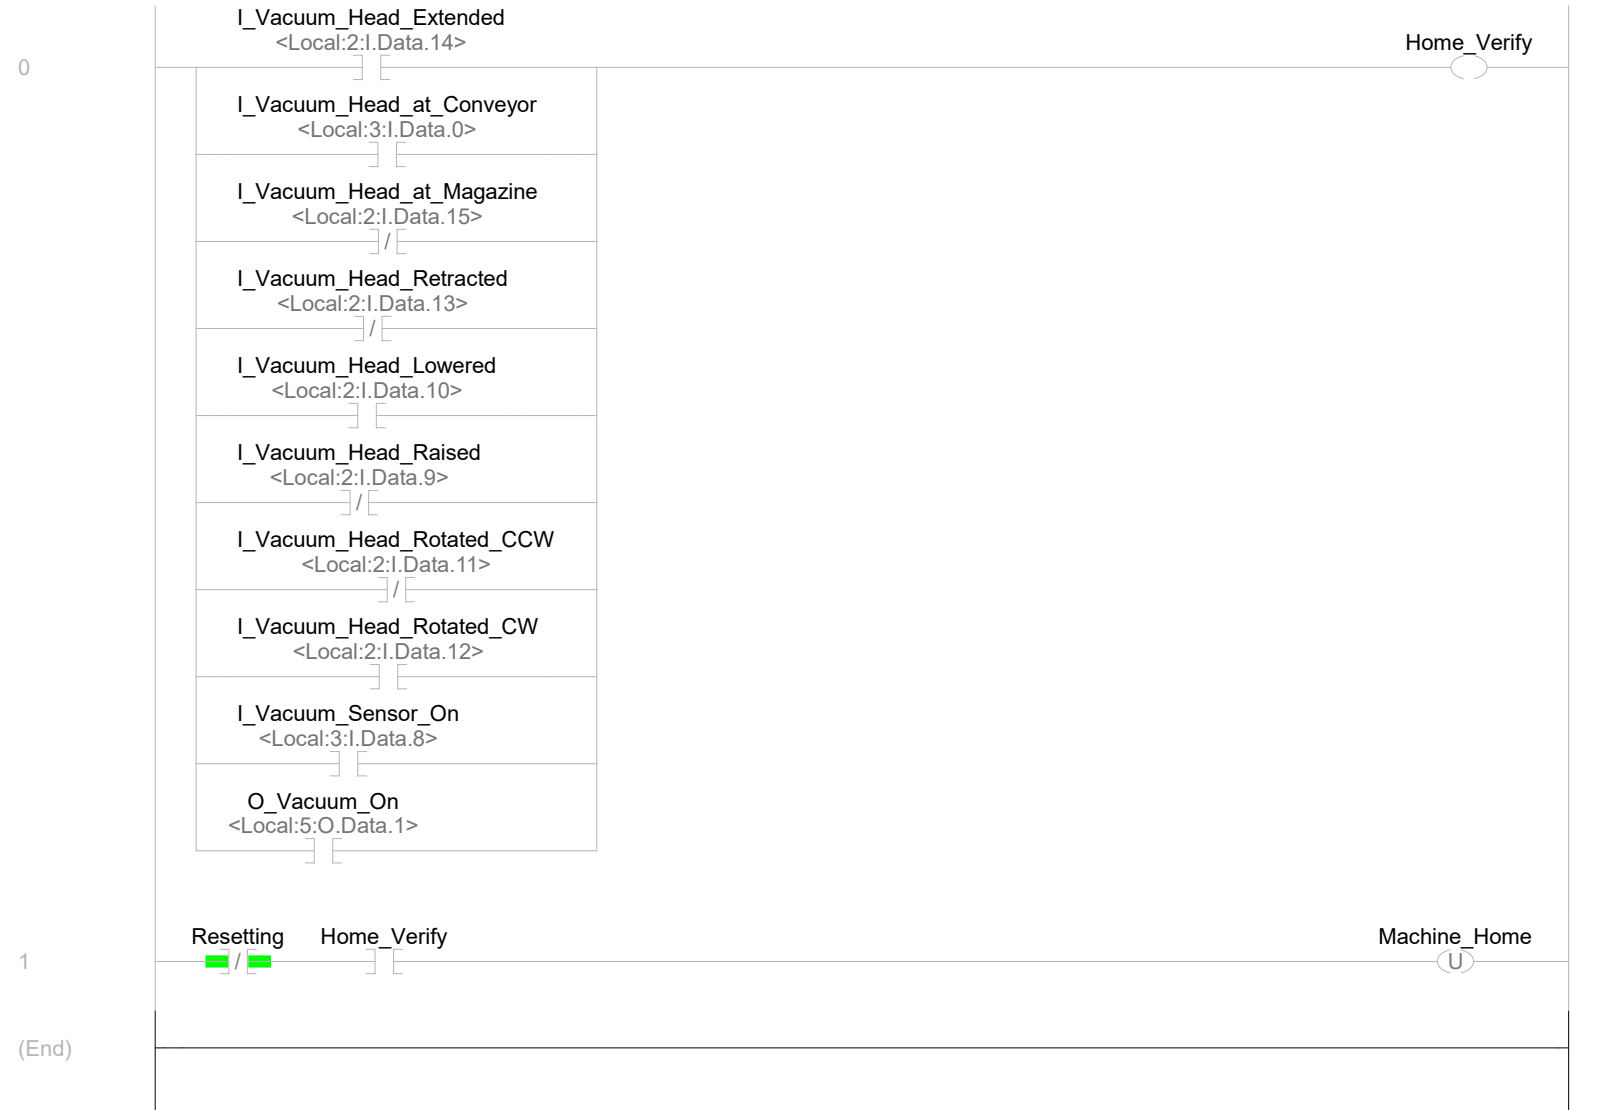 I_Vacuum_Head_Extended
<Local:2:I.Data.14>
Home_Verify
0
I_Vacuum_Head_at_Conveyor
<Local:3:I.Data.0>
I_Vacuum_Head_at_Magazine
<Local:2:I.Data.15>
/
I_Vacuum_Head_Retracted
<Local:2:I.Data.13>
/
I_Vacuum_Head_Lowered
<Local:2:I.Data.10>
I_Vacuum_Head_Raised
<Local:2:I.Data.9>
/
I_Vacuum_Head_Rotated_CCW
<Local:2:I.Data.11>
/
I_Vacuum_Head_Rotated_CW
<Local:2:I.Data.12>
I_Vacuum_Sensor_On
<Local:3:I.Data.8>
O_Vacuum_On
<Local:5:O.Data.1>
Resetting Home_Verify Machine_Home
1 / U
(End)